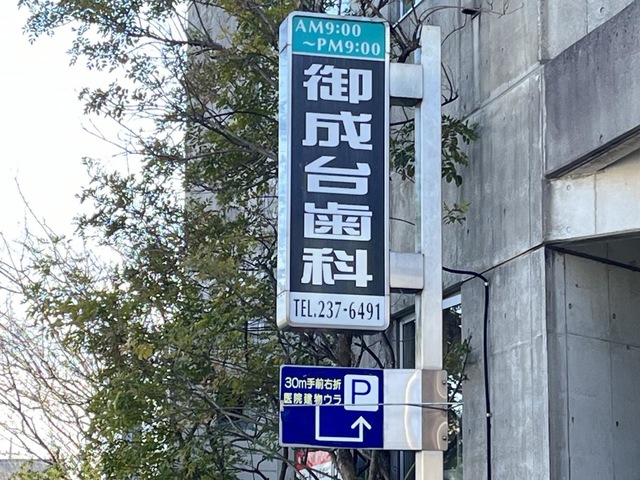 AM9:00
～PM9:00
御成台歯科
TEL.237-6491
30m手前右折
医院建物ウラ
P